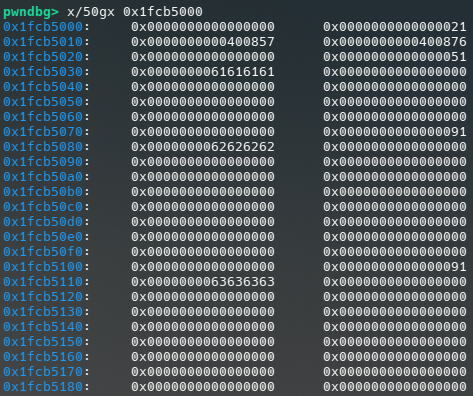 pwndbg> x/50gx 0x1fcb5000
0x1fcb5000: 0x0000000000000000 0x0000000000000021
0x1fcb5010: 0x0000000000400857 0x0000000000400876
0x1fcb5020: 0x0000000000000000 0x0000000000000051
0x1fcb5030: 0x0000000061616161 0x0000000000000000
0x1fcb5040: 0x0000000000000000 0x0000000000000000
0x1fcb5050: 0x0000000000000000 0x0000000000000000
0x1fcb5060: 0x0000000000000000 0x0000000000000000
0x1fcb5070: 0x0000000000000000 0x0000000000000091
0x1fcb5080: 0x0000000062626262 0x0000000000000000
0x1fcb5090: 0x0000000000000000 0x0000000000000000
0x1fcb50a0: 0x0000000000000000 0x0000000000000000
0x1fcb50b0: 0x0000000000000000 0x0000000000000000
0x1fcb50c0: 0x0000000000000000 0x0000000000000000
0x1fcb50d0: 0x0000000000000000 0x0000000000000000
0x1fcb50e0: 0x0000000000000000 0x0000000000000000
0x1fcb50f0: 0x0000000000000000 0x0000000000000000
0x1fcb5100: 0x0000000000000000 0x0000000000000091
0x1fcb5110: 0x0000000063636363 0x0000000000000000
0x1fcb5120: 0x0000000000000000 0x0000000000000000
0x1fcb5130: 0x0000000000000000 0x0000000000000000
0x1fcb5140: 0x0000000000000000 0x0000000000000000
0x1fcb5150: 0x0000000000000000 0x0000000000000000
0x1fcb5160: 0x0000000000000000 0x0000000000000000
0x1fcb5170: 0x0000000000000000 0x0000000000000000
0x1fcb5180: 0x0000000000000000 0x0000000000000000